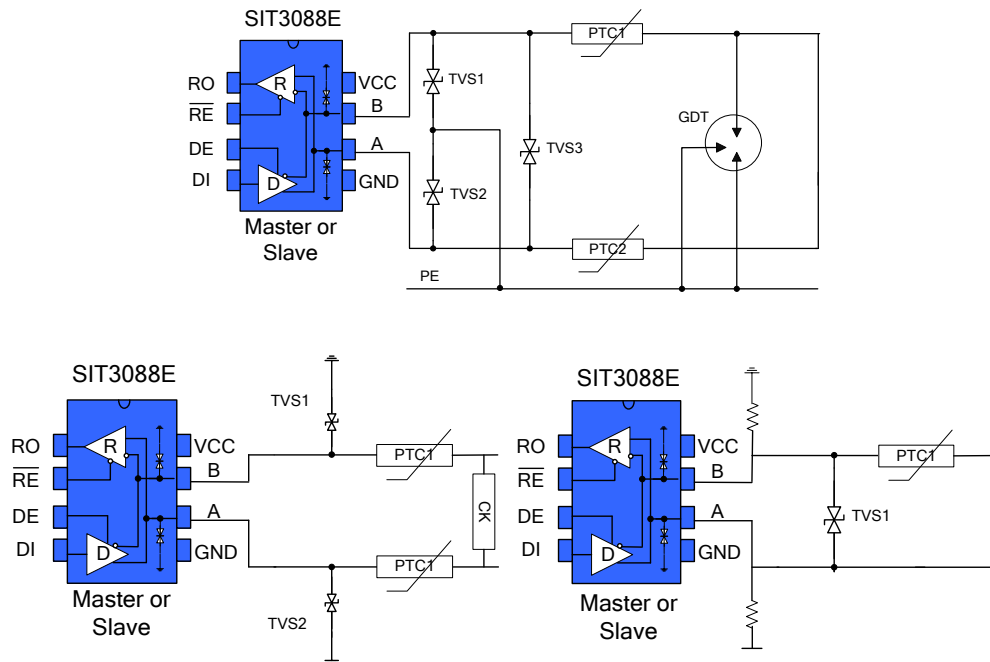 SIT3088E
RO
RE
DE
DI
R
D
VCC
B
A
GND
Master or
Slave
TVS1
TVS2
TVS3
PTC1
PTC2
GDT
PE
SIT3088E
RO
RE
DE
DI
R
D
VCC
B
A
GND
Master or
Slave
TVS1
TVS2
PTC1
PTC1
CK
SIT3088E
RO
RE
DE
DI
R
D
VCC
B
A
GND
Master or
Slave
TVS1
PTC1